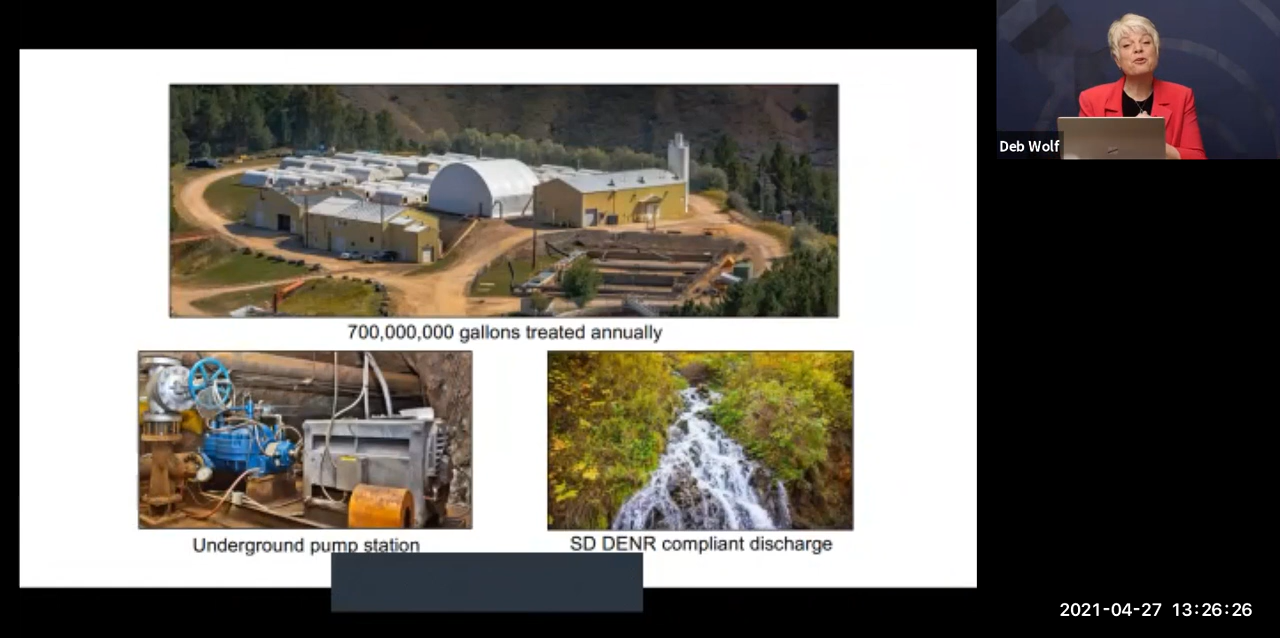 Deb Wolf
700,000,000 gallons treated annually
Underground pump station
SD DENR compliant discharge
2021-04-27 13:26:26